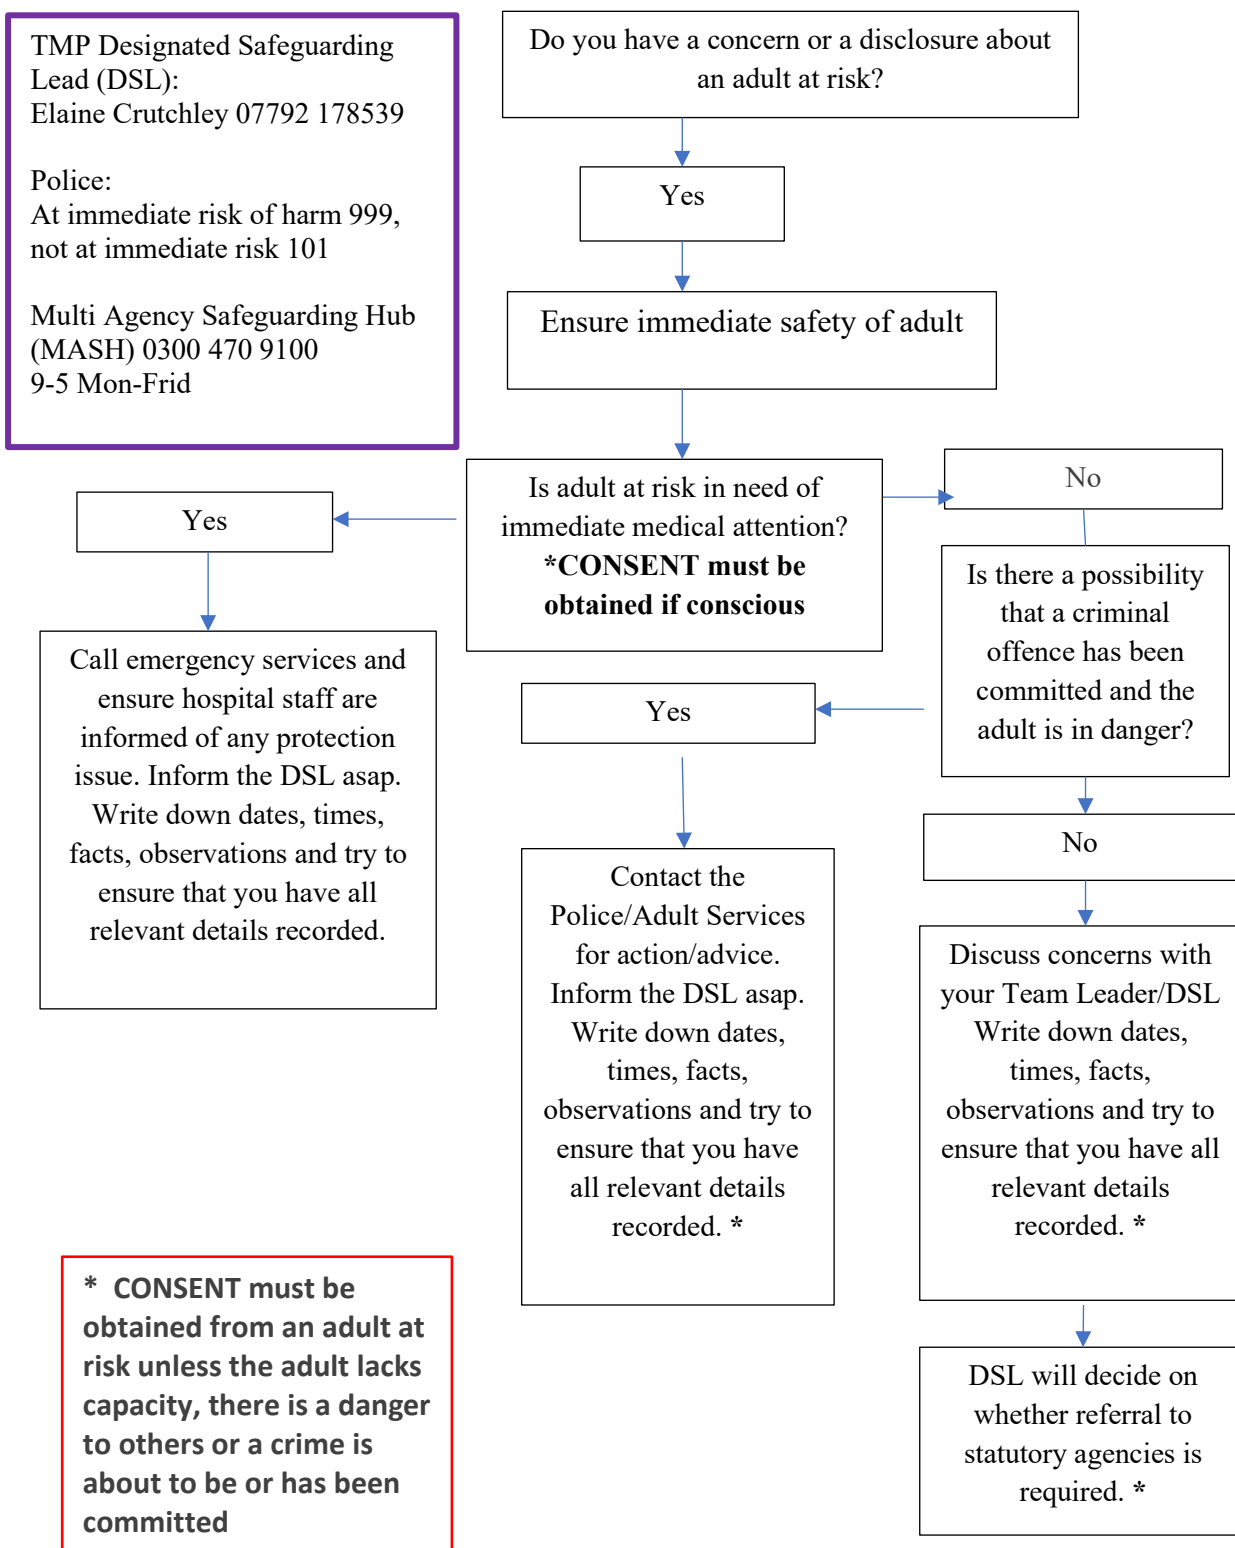 TMP Designated Safeguarding
Lead (DSL):
Elaine Crutchley 07792 178539
Police:
At immediate risk of harm 999,
not at immediate risk 101
Multi Agency Safeguarding Hub
(MASH) 0300 470 9100
9-5 Mon-Frid
Do you have a concern or a disclosure about
an adult at risk?
Yes
Ensure immediate safety of adult
Is adult at risk in need of
immediate medical attention?
*CONSENT must be
obtained if conscious
Yes
Call emergency services and
ensure hospital staff are
informed of any protection
issue. Inform the DSL asap.
Write down dates, times,
facts, observations and try to
ensure that you have all
relevant details recorded.
No
Is there a possibility
that a criminal
offence has been
committed and the
adult is in danger?
Yes
Contact the
Police/Adult Services
for action/advice.
Inform the DSL asap.
Write down dates,
times, facts,
observations and try to
ensure that you have
all relevant details
recorded. *
No
Discuss concerns with
your Team Leader/DSL
Write down dates,
times, facts,
observations and try to
ensure that you have all
relevant details
recorded. *
DSL will decide on
whether referral to
statutory agencies is
required. *
* CONSENT must be
obtained from an adult at
risk unless the adult lacks
capacity, there is a danger
to others or a crime is
about to be or has been
committed